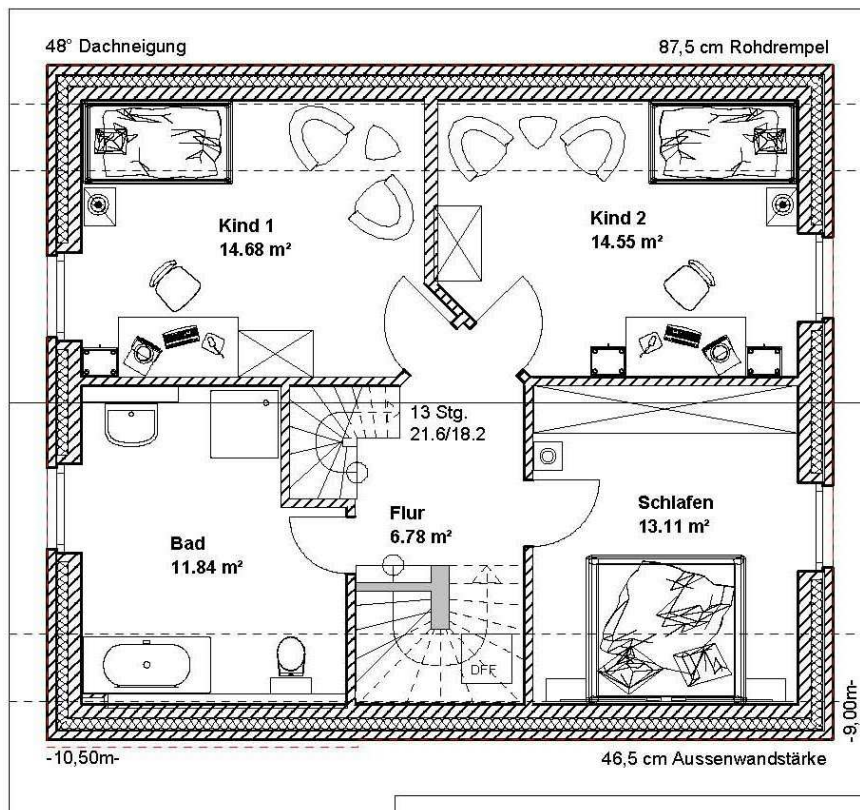 48° Dachneigung
87,5 cm Rohdrempel
Kind 1
14.68 m²
Kind 2
14.55 m²
13 Stg.
21.6/18.2
Flur
6.78 m²
Schlafen
13.11 m²
Bad
11.84 m²
DFF
-10,50m-
46,5 cm Aussenwandstärke
-9,00m-